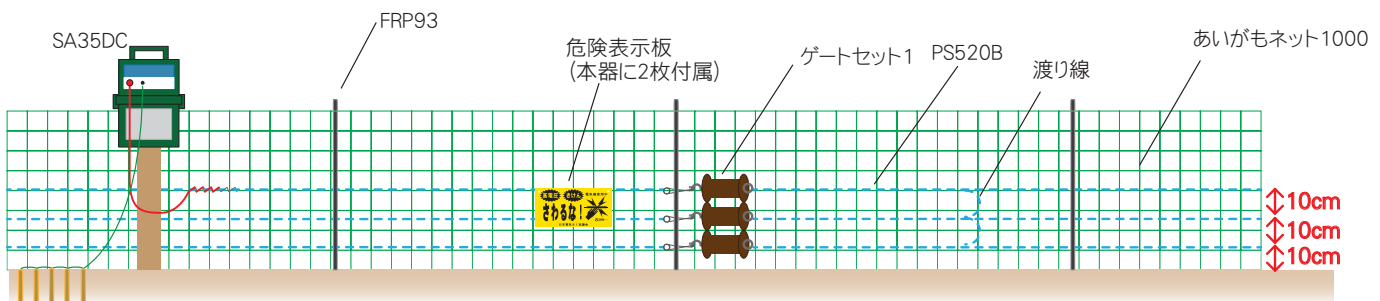 SA35DC
FRP93
危険表示板
(本器に2枚付属)
ゲートセット1
PS520B
渡り線
あいがもネット1000
さわるな！
10cm
10cm
10cm